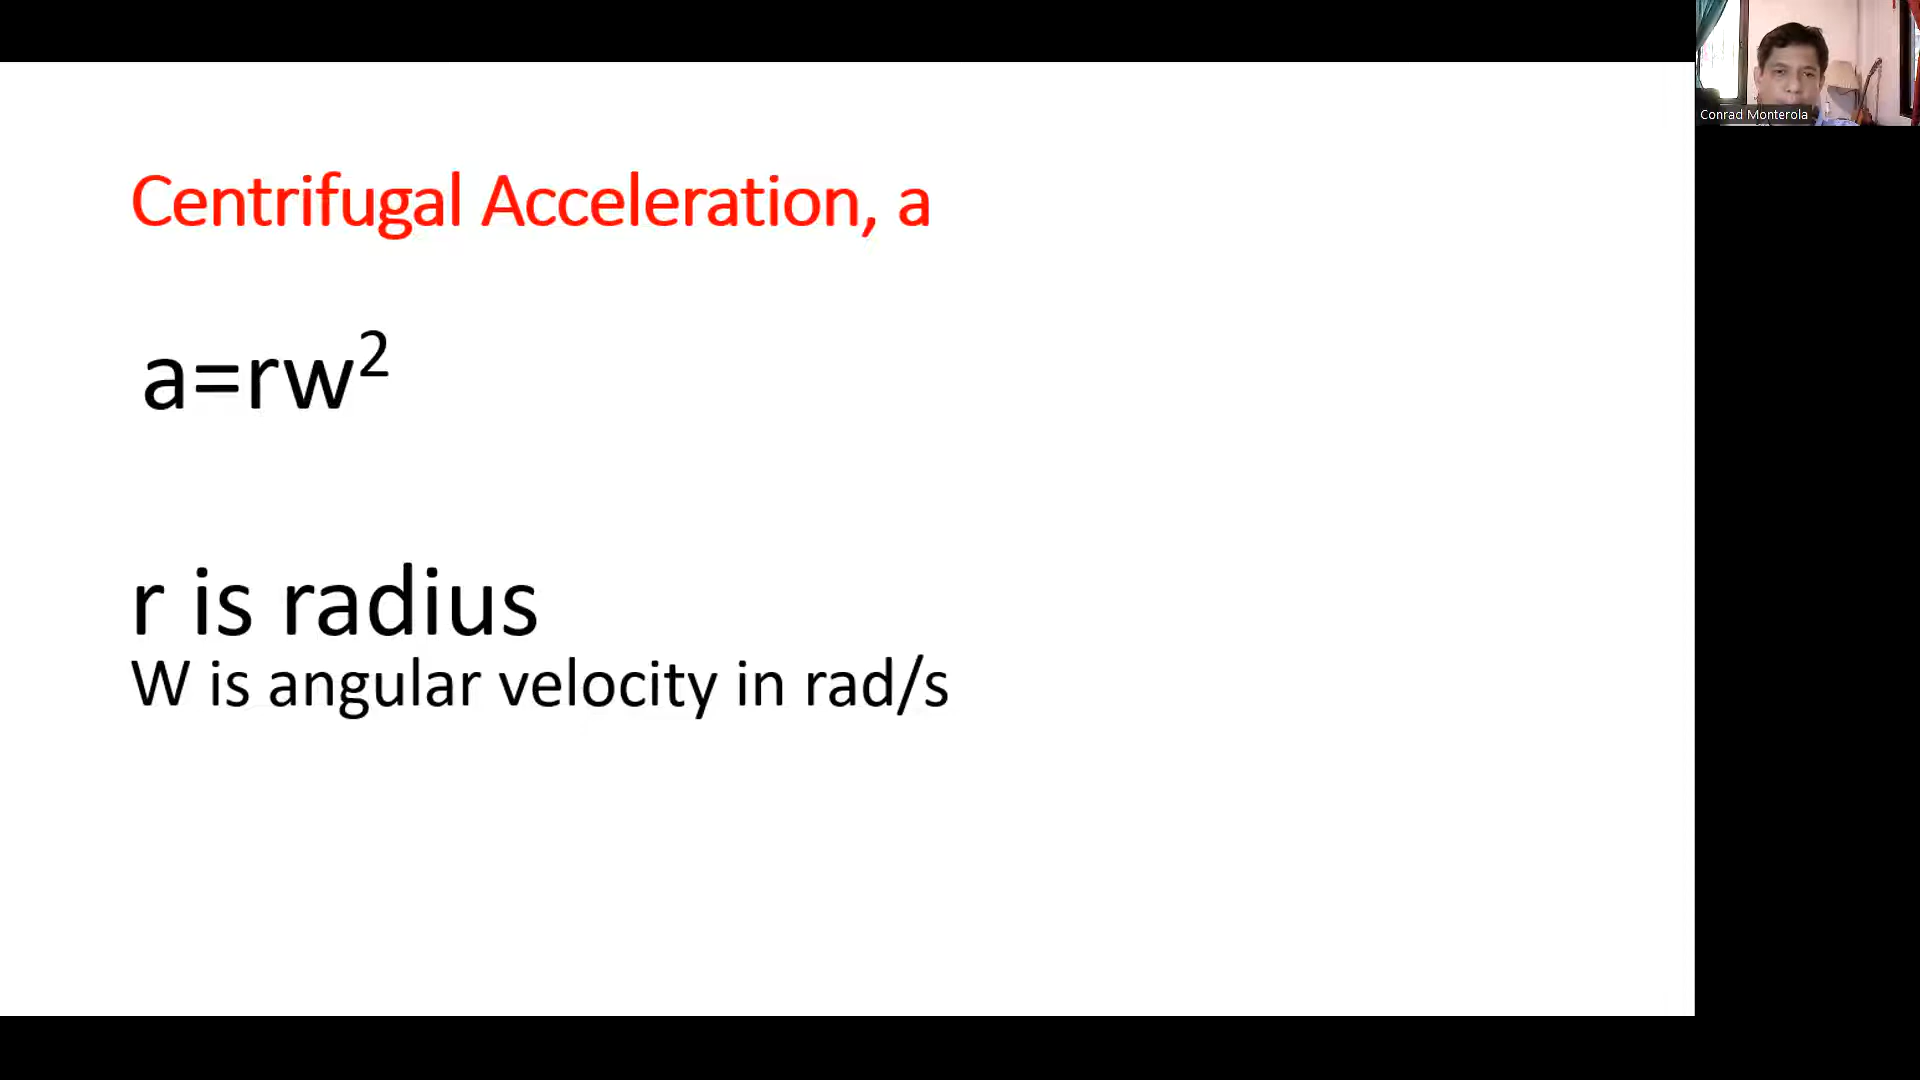 Conrad Monterola
Centrifugal Acceleration, a
a=rw²
r is radius
W is angular velocity in rad/s